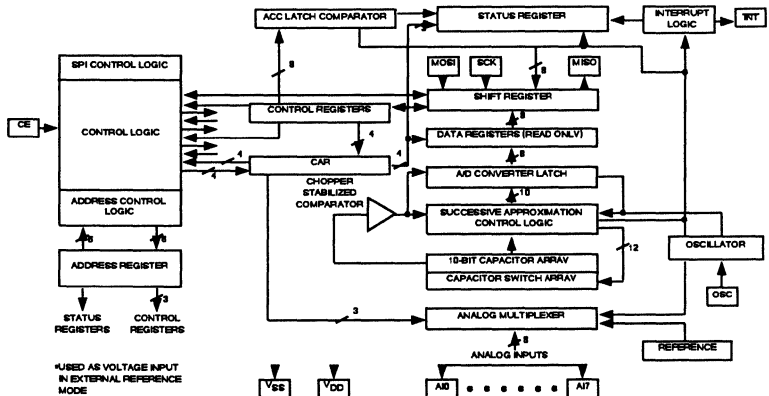 ACC LATCH COMPARATOR
STATUS REGISTER
INTERRUPT
LOGIC
INT
5
8
SPI CONTROL LOGIC
MOSI
SCK
8
MISO
SHIFT REGISTER
CONTROL REGISTERS
CONTROL LOGIC
CE
8
4
DATA REGISTERS (READ ONLY)
8
4
CAR
4
4
A/D CONVERTER LATCH
CHOPPER
STABILIZED
COMPARATOR
10
ADDRESS CONTROL
LOGIC
SUCCESSIVE APPROXIMATION
CONTROL LOGIC
12
OSCILLATOR
ADDRESS REGISTER
10-BIT CAPACITOR ARRAY
CAPACITOR SWITCH ARRAY
OSC
3
STATUS
REGISTERS
CONTROL
REGISTERS
3
ANALOG MULTIPLEXER
8
REFERENCE
ANALOG INPUTS
*USED AS VOLTAGE INPUT
IN EXTERNAL REFERENCE
MODE
VSS
VDD
AI0
AI7